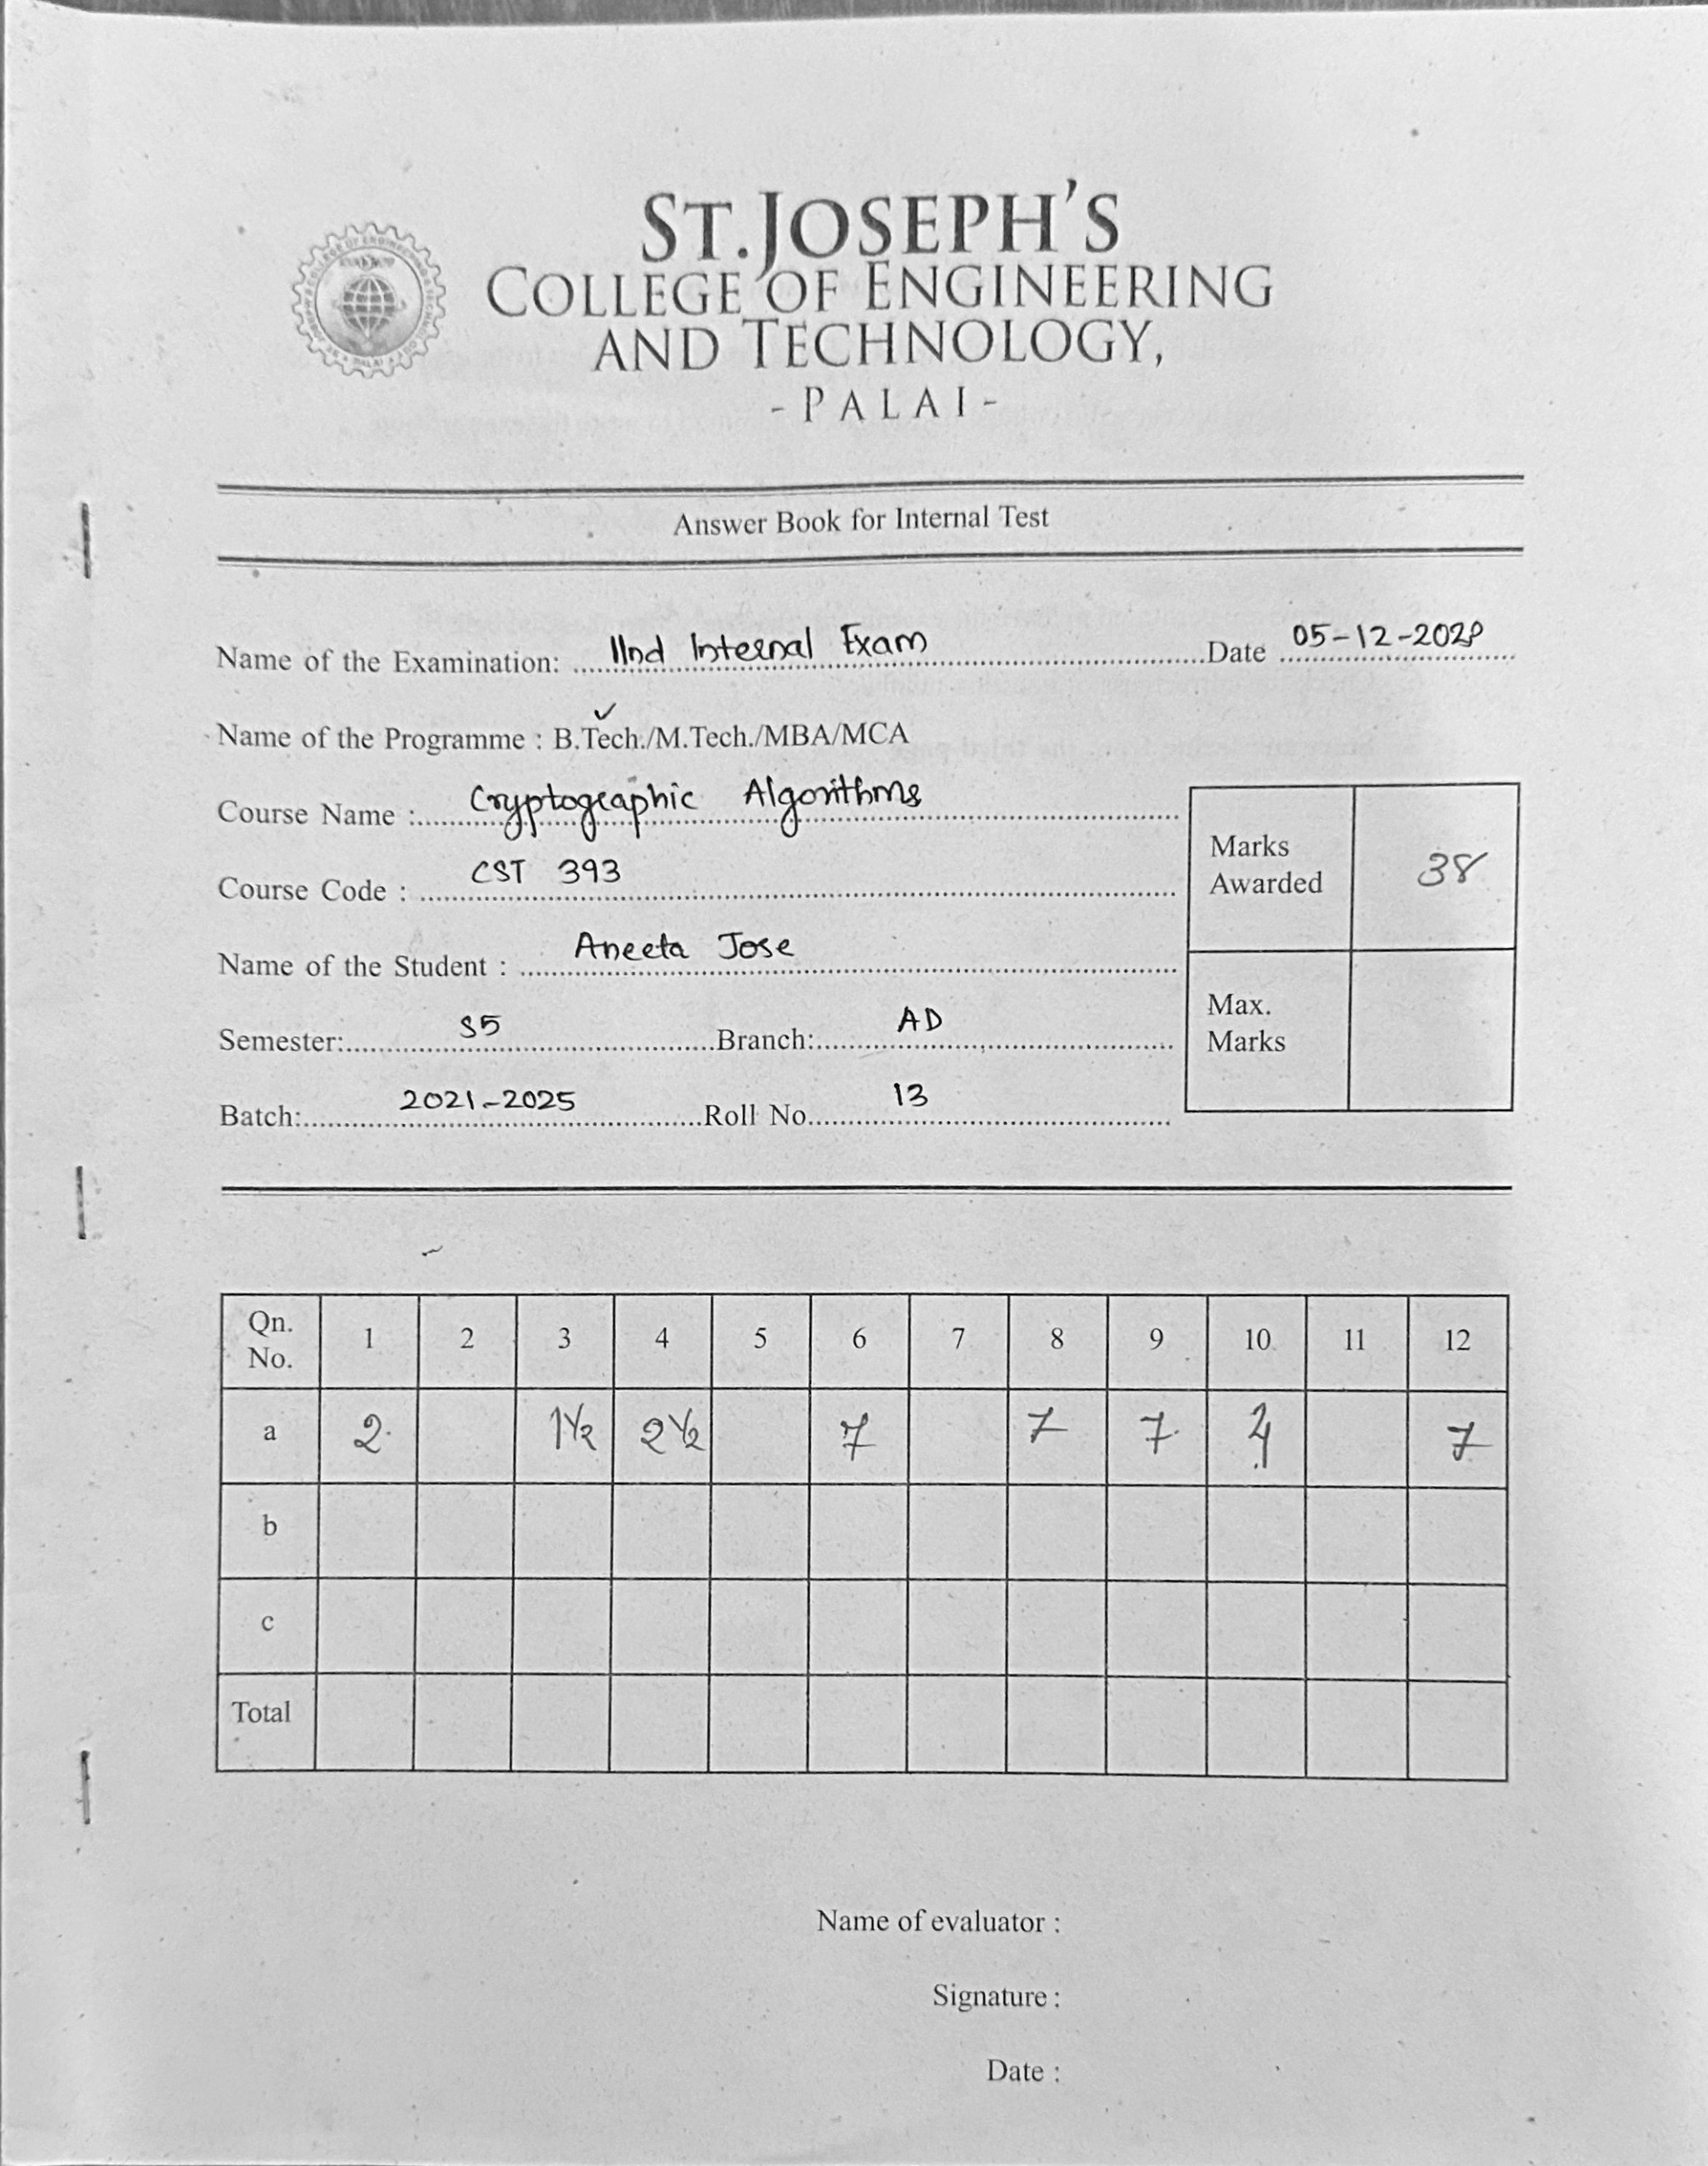 ST.JOSEPH'S
COLLEGE OF ENGINEERING
AND TECHNOLOGY,
- PALAI -
Answer Book for Internal Test
Name of the Examination: IInd Internal Exam Date 05-12-202
Name of the Programme : B.Tech./M.Tech./MBA/MCA
Course Name : Cryptographic Algorithms
Course Code : CST 393
Name of the Student : Aneeta Jose
Semester: S5 Branch: AD
Batch: 2021-2025 Roll No. 13
Marks Awarded 38
Max. Marks
Qn. No. 1 2 3 4 5 6 7 8 9 10 11 12
a 2 1½ 2½ 7 7 7 4 7
b
c
Total
Name of evaluator :
Signature :
Date :